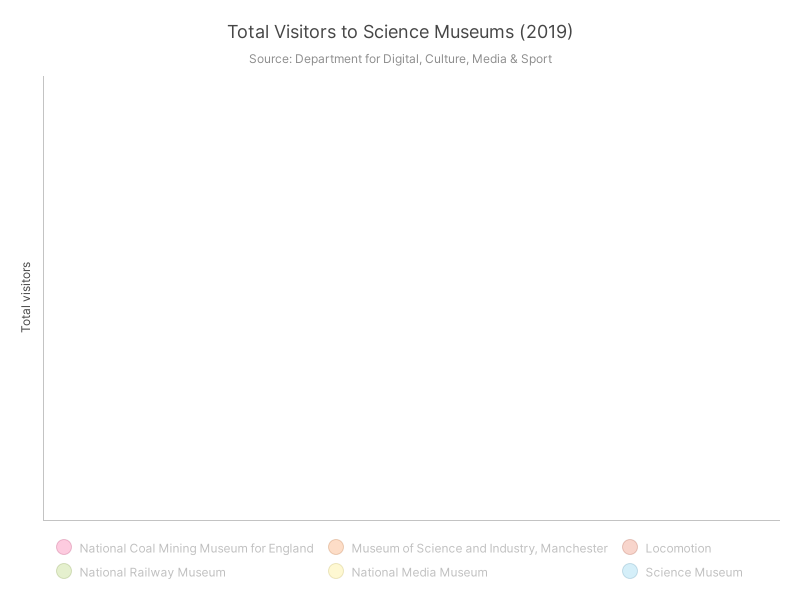 Total Visitors to Science Museums (2019)
Source: Department for Digital, Culture, Media & Sport
Total visitors
National Coal Mining Museum for England
Museum of Science and Industry, Manchester
Locomotion
National Railway Museum
National Media Museum
Science Museum